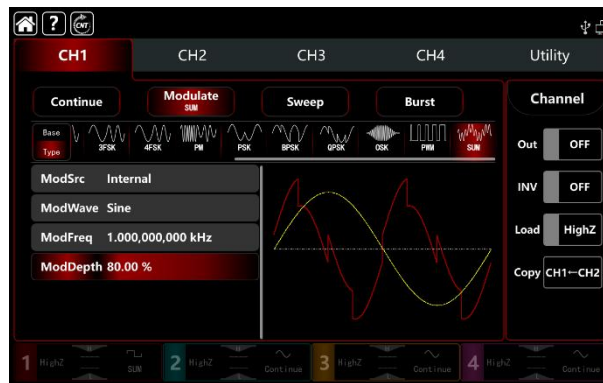 ? CNT
CH1 CH2 CH3 CH4 Utility
Continue Modulate Sweep Burst Channel
SUM
Base
Type 3FSK 4FSK PM PSK BPSK QPSK OSK PWM SUM
Out OFF
ModSrc Internal
INV OFF
ModWave Sine
ModFreq 1.000,000,000 kHz
Load HighZ
ModDepth 80.00 %
Copy CH1←CH2
1 HighZ SUM 2 HighZ Continue 3 HighZ Continue 4 HighZ Continue